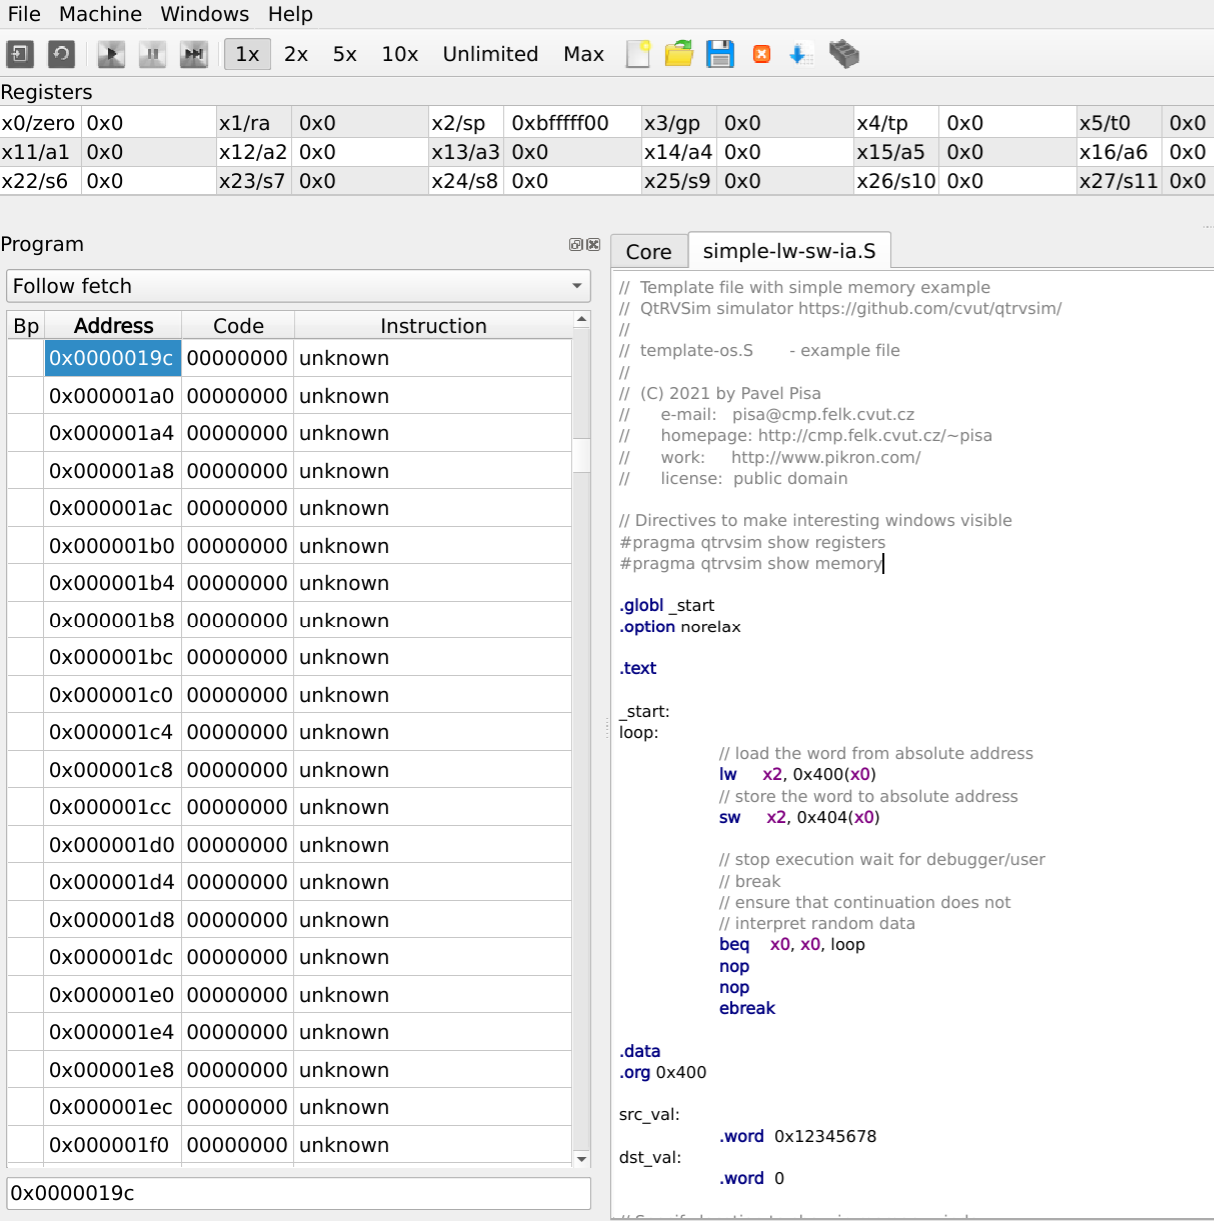 File Machine Windows Help
1x 2x 5x 10x Unlimited Max
Registers
x0/zero 0x0 x1/ra 0x0 x2/sp 0xbfffff00 x3/gp 0x0 x4/tp 0x0 x5/t0 0x0
x11/a1 0x0 x12/a2 0x0 x13/a3 0x0 x14/a4 0x0 x15/a5 0x0 x16/a6 0x0
x22/s6 0x0 x23/s7 0x0 x24/s8 0x0 x25/s9 0x0 x26/s10 0x0 x27/s11 0x0
Program
Follow fetch
Bp Address Code Instruction
0x0000019c 00000000 unknown
0x000001a0 00000000 unknown
0x000001a4 00000000 unknown
0x000001a8 00000000 unknown
0x000001ac 00000000 unknown
0x000001b0 00000000 unknown
0x000001b4 00000000 unknown
0x000001b8 00000000 unknown
0x000001bc 00000000 unknown
0x000001c0 00000000 unknown
0x000001c4 00000000 unknown
0x000001c8 00000000 unknown
0x000001cc 00000000 unknown
0x000001d0 00000000 unknown
0x000001d4 00000000 unknown
0x000001d8 00000000 unknown
0x000001dc 00000000 unknown
0x000001e0 00000000 unknown
0x000001e4 00000000 unknown
0x000001e8 00000000 unknown
0x000001ec 00000000 unknown
0x000001f0 00000000 unknown
0x0000019c
Core simple-lw-sw-ia.S
// Template file with simple memory example
// QtRVSim simulator https://github.com/cvut/qtrvsim/
//
// template-os.S - example file
//
// (C) 2021 by Pavel Pisa
// e-mail: pisa@cmp.felk.cvut.cz
// homepage: http://cmp.felk.cvut.cz/~pisa
// work: http://www.pikron.com/
// license: public domain
// Directives to make interesting windows visible
#pragma qtrvsim show registers
#pragma qtrvsim show memory
.globl _start
.option norelax
.text
_start:
loop:
// load the word from absolute address
lw x2, 0x400(x0)
// store the word to absolute address
sw x2, 0x404(x0)
// stop execution wait for debugger/user
// break
// ensure that continuation does not
// interpret random data
beq x0, x0, loop
nop
nop
ebreak
.data
.org 0x400
src_val:
.word 0x12345678
dst_val:
.word 0